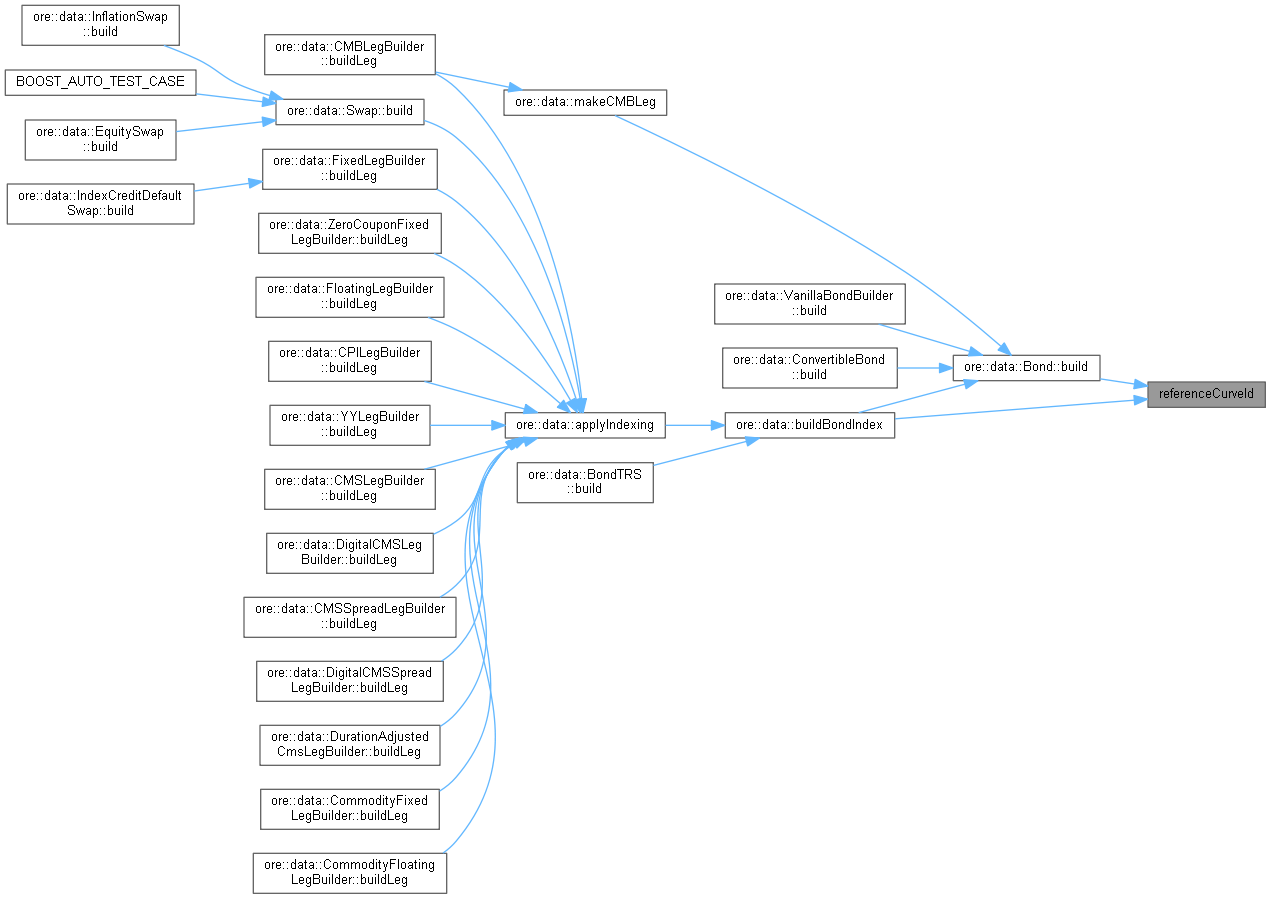 ore::data::InflationSwap
::build
BOOST_AUTO_TEST_CASE
ore::data::EquitySwap
::build
ore::data::IndexCreditDefault
Swap::build
ore::data::CMBLegBuilder
::buildLeg
ore::data::Swap::build
ore::data::FixedLegBuilder
::buildLeg
ore::data::ZeroCouponFixed
LegBuilder::buildLeg
ore::data::FloatingLegBuilder
::buildLeg
ore::data::CPILegBuilder
::buildLeg
ore::data::YYLegBuilder
::buildLeg
ore::data::CMSLegBuilder
::buildLeg
ore::data::DigitalCMSLeg
Builder::buildLeg
ore::data::CMSSpreadLegBuilder
::buildLeg
ore::data::DigitalCMSSpread
LegBuilder::buildLeg
ore::data::DurationAdjusted
CmsLegBuilder::buildLeg
ore::data::CommodityFixed
LegBuilder::buildLeg
ore::data::CommodityFloating
LegBuilder::buildLeg
ore::data::makeCMBLeg
ore::data::applyIndexing
ore::data::BondTRS
::build
ore::data::VanillaBondBuilder
::build
ore::data::ConvertibleBond
::build
ore::data::buildBondIndex
ore::data::Bond::build
referenceCurveId